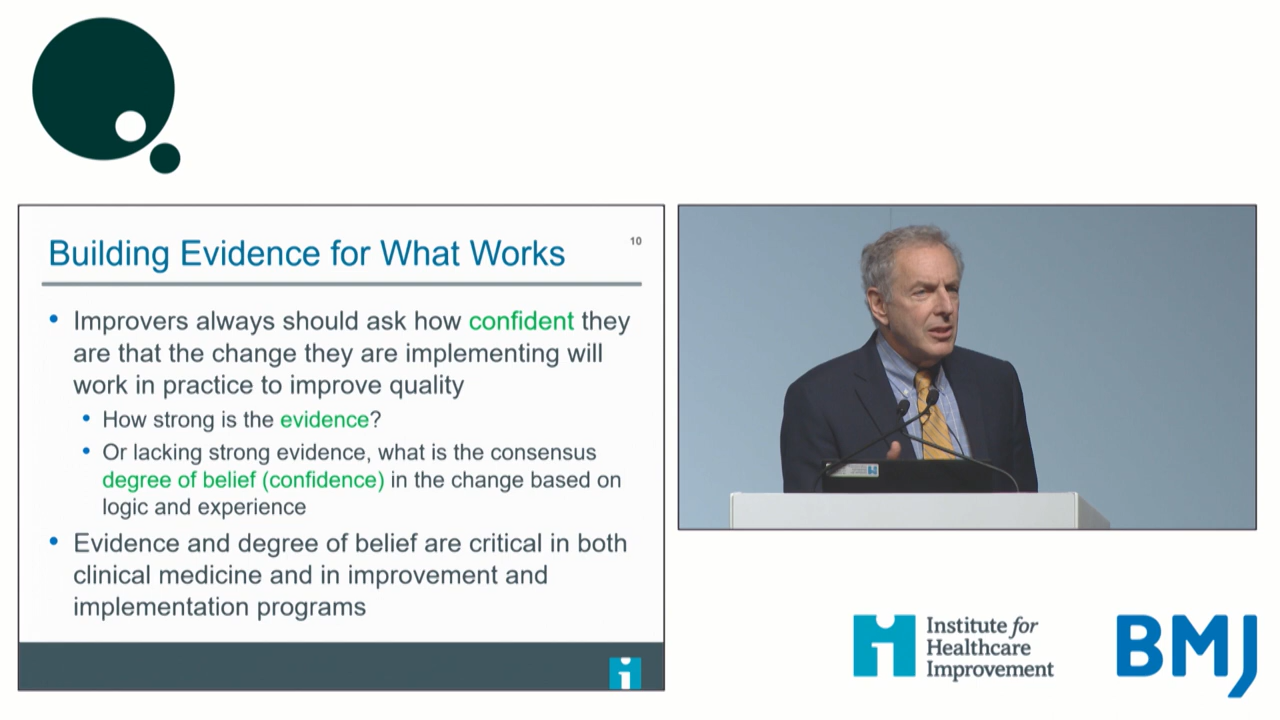 Building Evidence for What Works
10
• Improvers always should ask how confident they
are that the change they are implementing will
work in practice to improve quality
• How strong is the evidence?
• Or lacking strong evidence, what is the consensus
degree of belief (confidence) in the change based on
logic and experience
• Evidence and degree of belief are critical in both
clinical medicine and in improvement and
implementation programs
Institute for
Healthcare
Improvement
BMJ